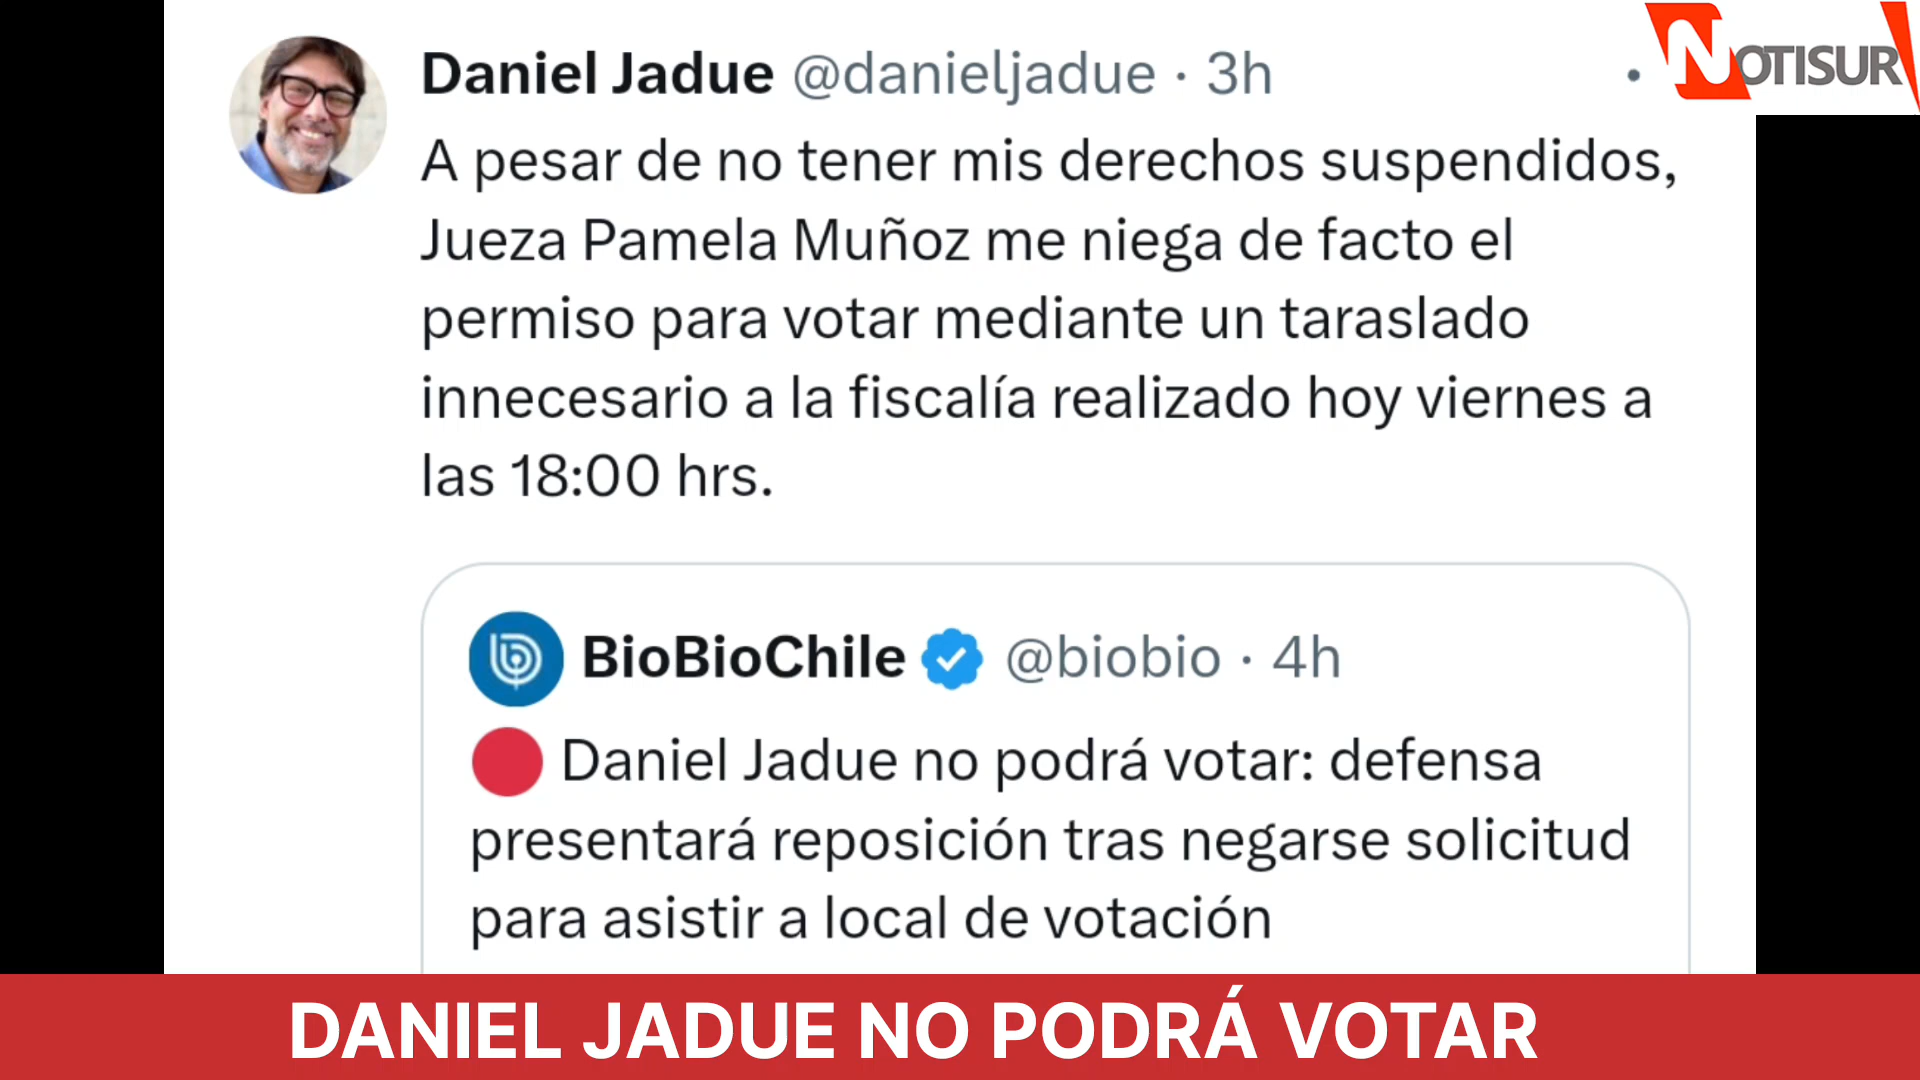 NOTISUR
Daniel Jadue @danieljadue · 3h
A pesar de no tener mis derechos suspendidos,
Jueza Pamela Muñoz me niega de facto el
permiso para votar mediante un taraslado
innecesario a la fiscalía realizado hoy viernes a
las 18:00 hrs.
BioBioChile @biobio · 4h
🔴 Daniel Jadue no podrá votar: defensa
presentará reposición tras negarse solicitud
para asistir a local de votación
DANIEL JADUE NO PODRÁ VOTAR